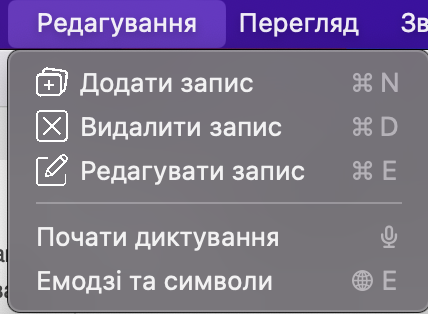 Редагування Перегляд
Додати запис ⌘ N
Видалити запис ⌘ D
Редагувати запис ⌘ E
Почати диктування
Емодзі та символи E